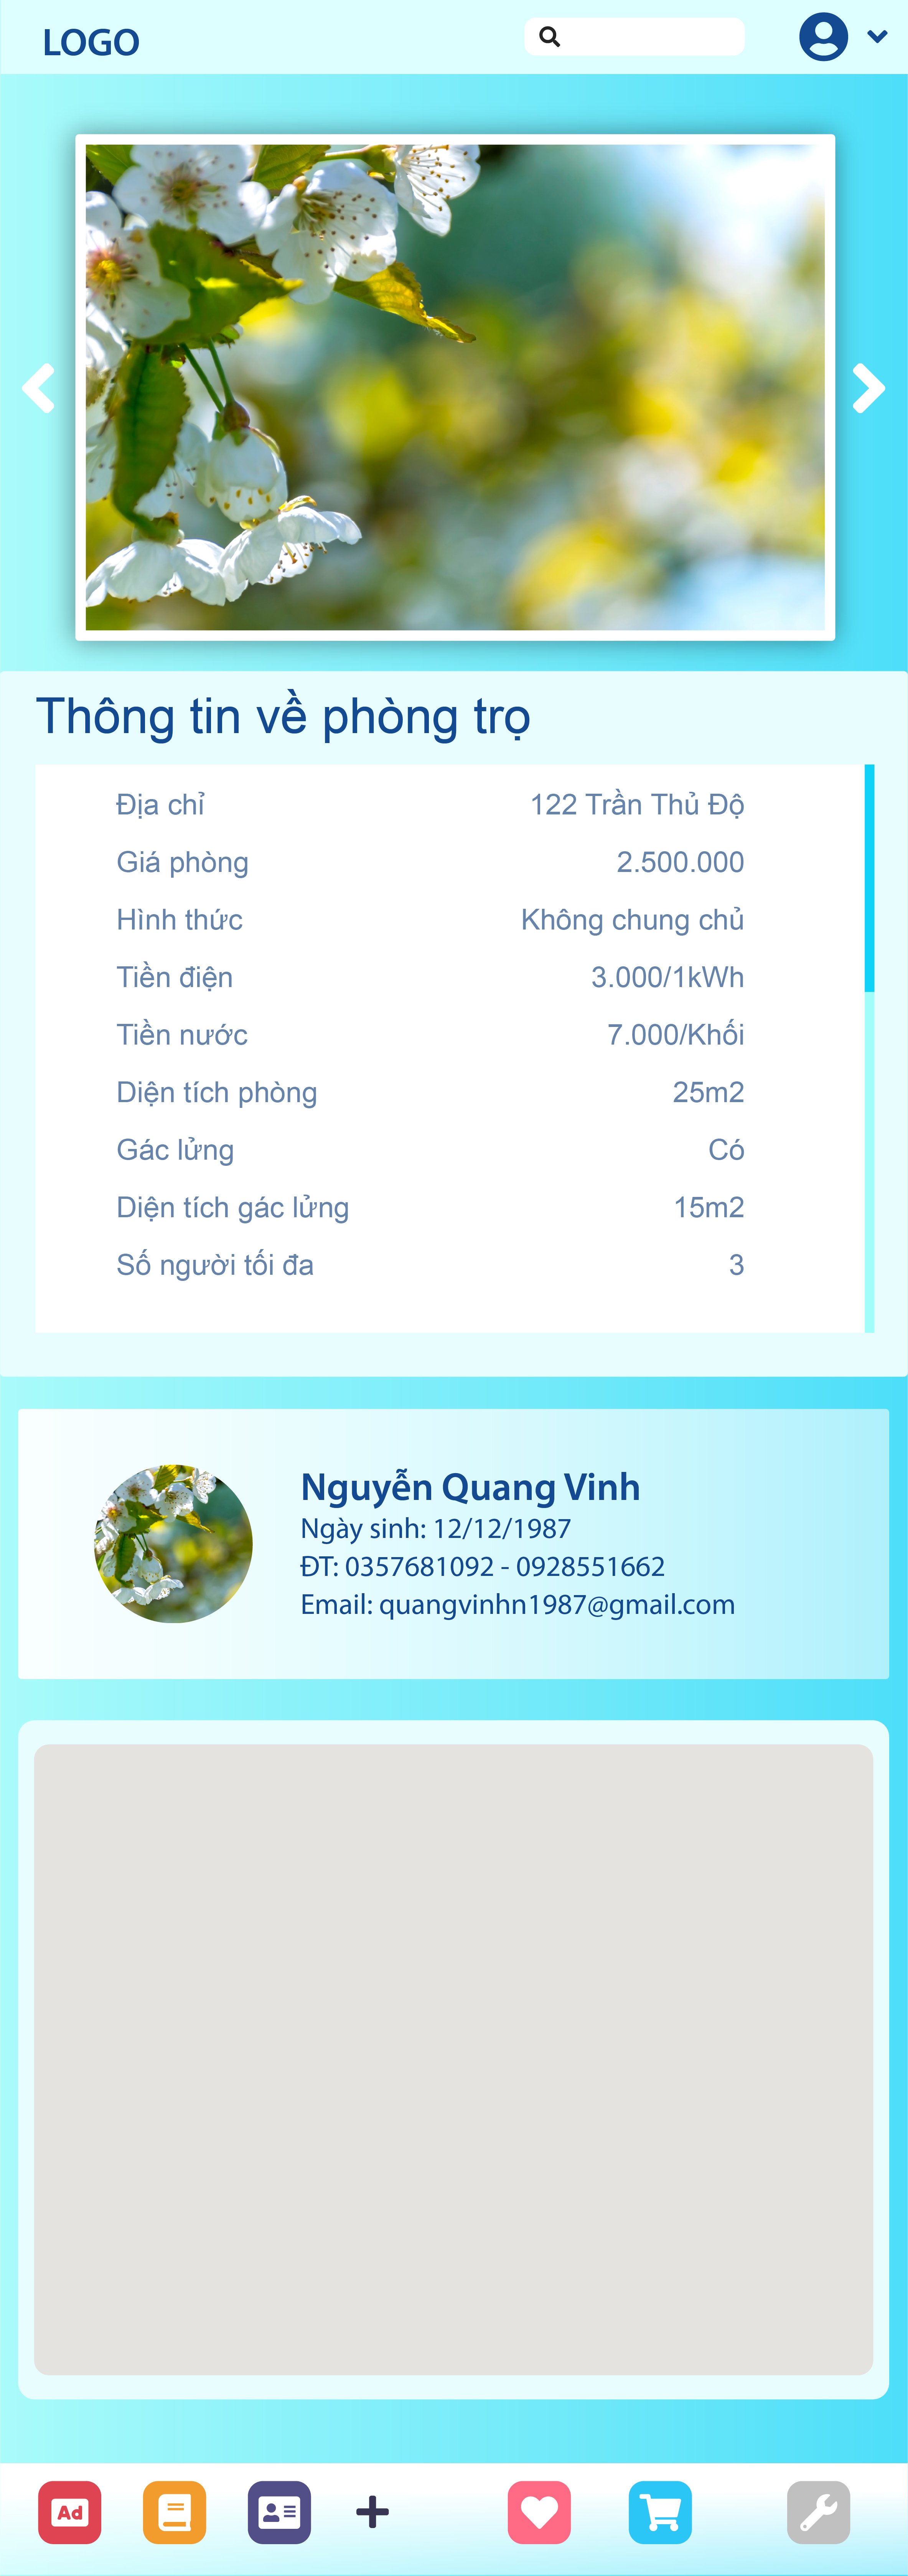 LOGO
Thông tin về phòng trọ
Địa chỉ 122 Trần Thủ Độ
Giá phòng 2.500.000
Hình thức Không chung chủ
Tiền điện 3.000/1kWh
Tiền nước 7.000/Khối
Diện tích phòng 25m2
Gác lửng Có
Diện tích gác lửng 15m2
Số người tối đa 3
Nguyễn Quang Vinh
Ngày sinh: 12/12/1987
ĐT: 0357681092 - 0928551662
Email: quangvinhn1987@gmail.com
Ad